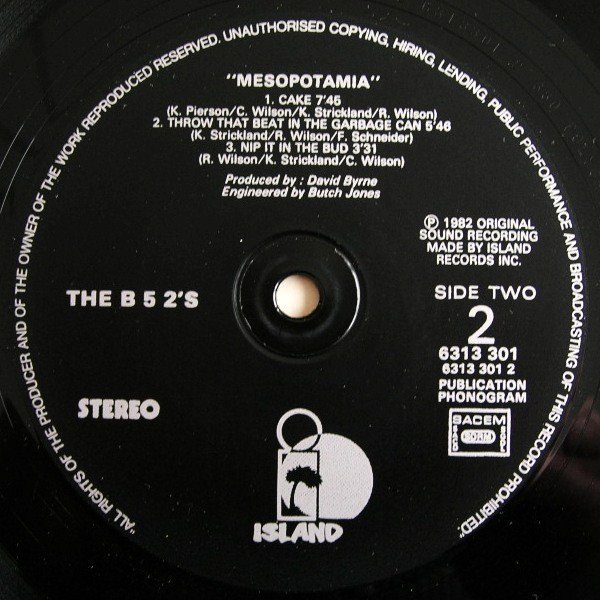 "ALL RIGHTS OF THE PRODUCER AND OF THE OWNER OF THE WORK REPRODUCED RESERVED. UNAUTHORISED COPYING, HIRING, LENDING, PUBLIC PERFORMANCE AND BROADCASTING OF THIS RECORD PROHIBITED."
"MESOPOTAMIA"
1. CAKE 7'45
(K. Pierson/C. Wilson/K. Strickland/R. Wilson)
2. THROW THAT BEAT IN THE GARBAGE CAN 5'46
(K. Strickland/R. Wilson/F. Schneider)
3. NIP IT IN THE BUD 3'31
(R. Wilson/K. Strickland/C. Wilson)
Produced by : David Byrne
Engineered by Butch Jones
℗ 1982 ORIGINAL
SOUND RECORDING
MADE BY ISLAND
RECORDS INC.
THE B 5 2'S
SIDE TWO
2
6313 301
6313 301 2
PUBLICATION
PHONOGRAM
STEREO
SACEM
ISLAND